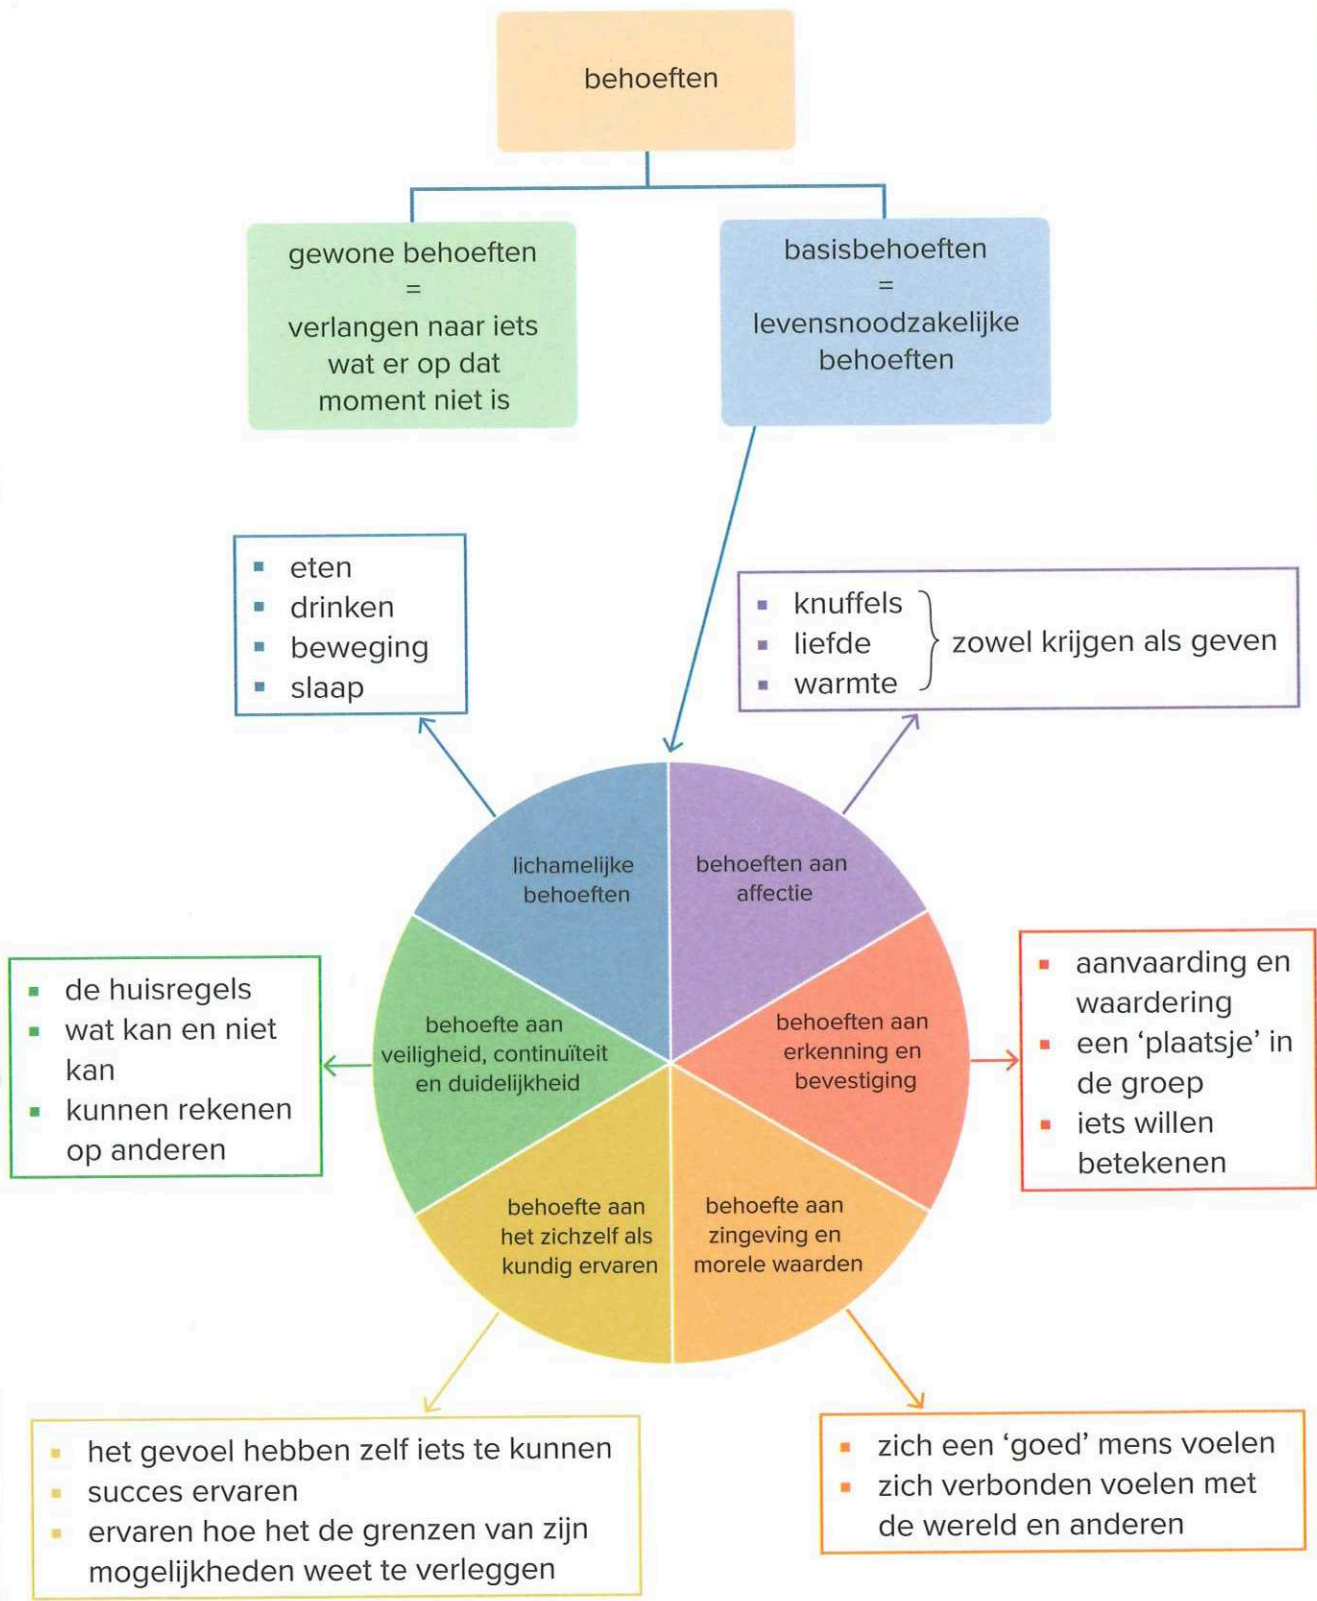 behoeften
gewone behoeften
=
verlangen naar iets
wat er op dat
moment niet is
basisbehoeften
=
levensnoodzakelijke
behoeften
▪ eten
▪ drinken
▪ beweging
▪ slaap
▪ knuffels
▪ liefde
▪ warmte
zowel krijgen als geven
lichamelijke
behoeften
behoeften aan
affectie
▪ de huisregels
▪ wat kan en niet
kan
▪ kunnen rekenen
op anderen
behoefte aan
veiligheid, continuïteit
en duidelijkheid
behoeften aan
erkenning en
bevestiging
▪ aanvaarding en
waardering
▪ een ‘plaatsje’ in
de groep
▪ iets willen
betekenen
behoefte aan
het zichzelf als
kundig ervaren
behoefte aan
zingeving en
morele waarden
▪ het gevoel hebben zelf iets te kunnen
▪ succes ervaren
▪ ervaren hoe het de grenzen van zijn
mogelijkheden weet te verleggen
▪ zich een ‘goed’ mens voelen
▪ zich verbonden voelen met
de wereld en anderen